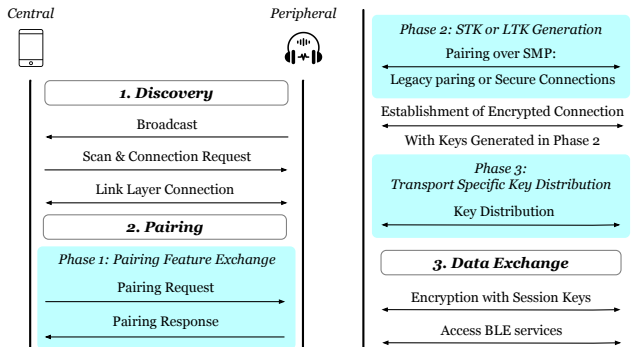 Central
Peripheral
1. Discovery
Broadcast
Scan & Connection Request
Link Layer Connection
2. Pairing
Phase 1: Pairing Feature Exchange
Pairing Request
Pairing Response
Phase 2: STK or LTK Generation
Pairing over SMP:
Legacy paring or Secure Connections
Establishment of Encrypted Connection
With Keys Generated in Phase 2
Phase 3:
Transport Specific Key Distribution
Key Distribution
3. Data Exchange
Encryption with Session Keys
Access BLE services